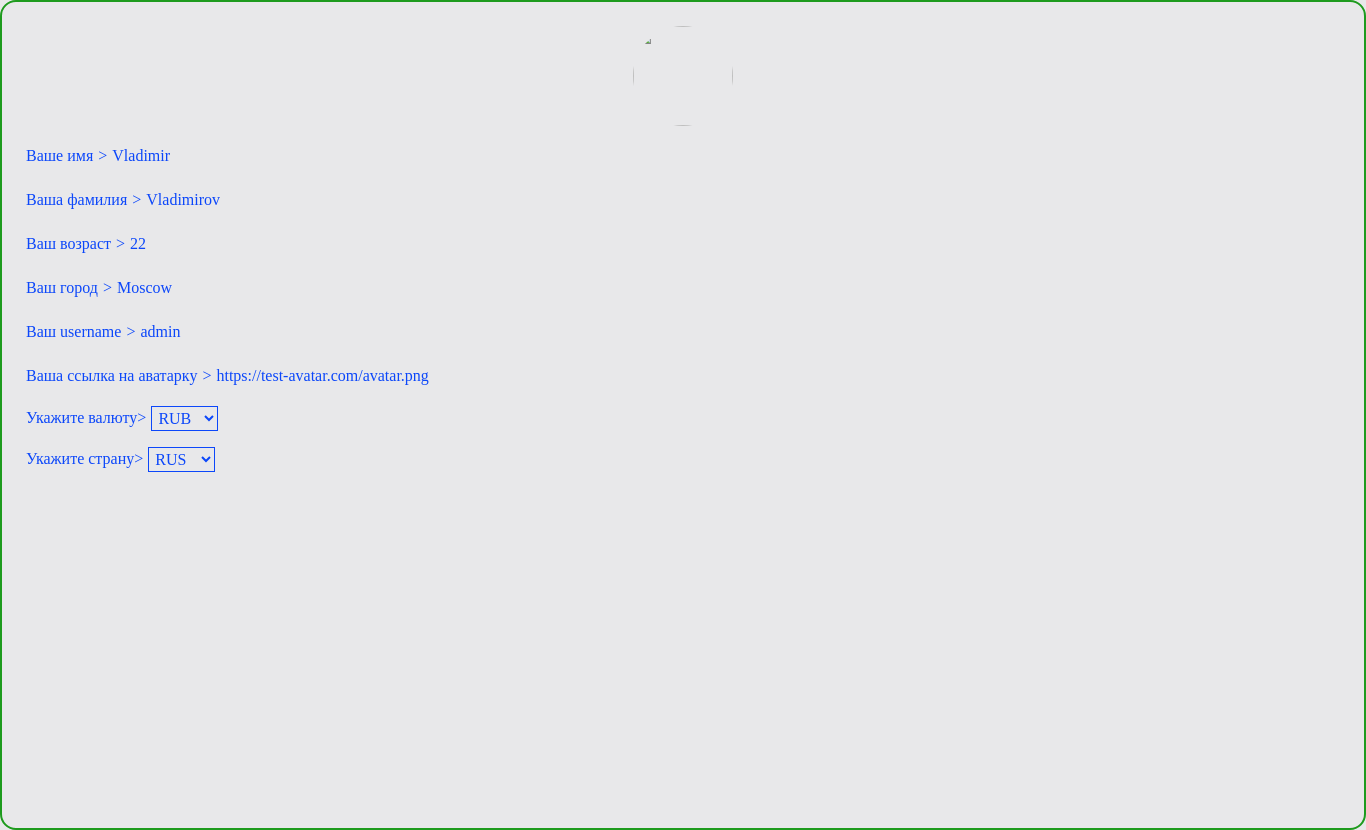 Ваше имя > Vladimir
Ваша фамилия > Vladimirov
Ваш возраст > 22
Ваш город > Moscow
Ваш username > admin
Ваша ссылка на аватарку > https://test-avatar.com/avatar.png
Укажите валюту> RUB
Укажите страну> RUS